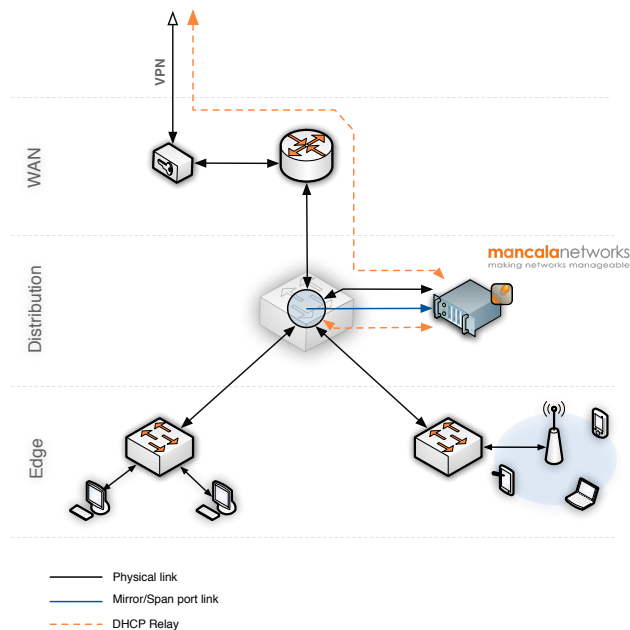 VPN
WAN
mancalanetworks
making networks manageable
Distribution
Edge
Physical link
Mirror/Span port link
DHCP Relay